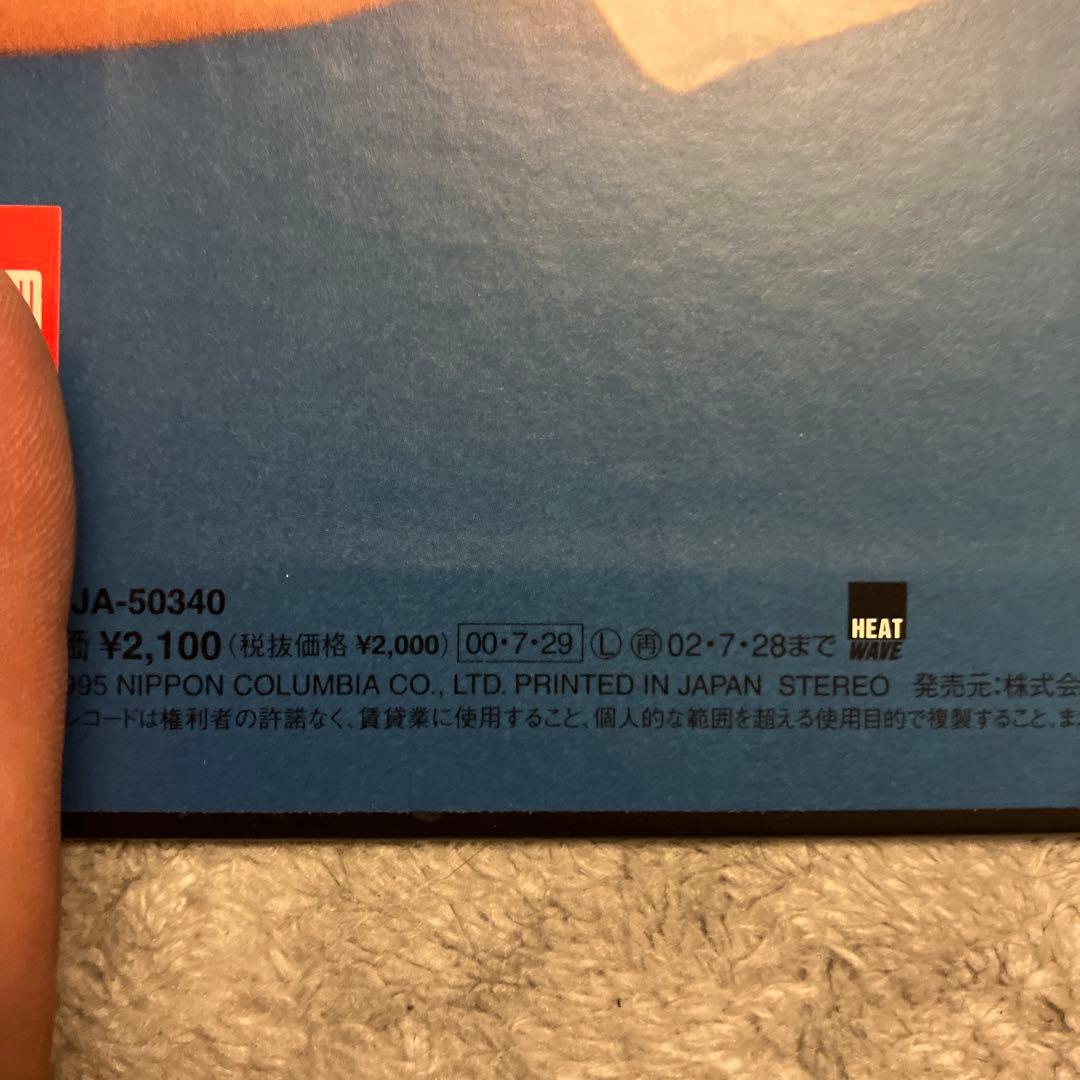 JA-50340
価 ¥2,100 (税抜価格 ¥2,000) 00・7・29 Ⓛ ㊢ 02・7・28まで
HEAT
WAVE
995 NIPPON COLUMBIA CO., LTD. PRINTED IN JAPAN STEREO 発売元:株式会
レコードは権利者の許諾なく、賃貸業に使用すること、個人的な範囲を超える使用目的で複製すること、また